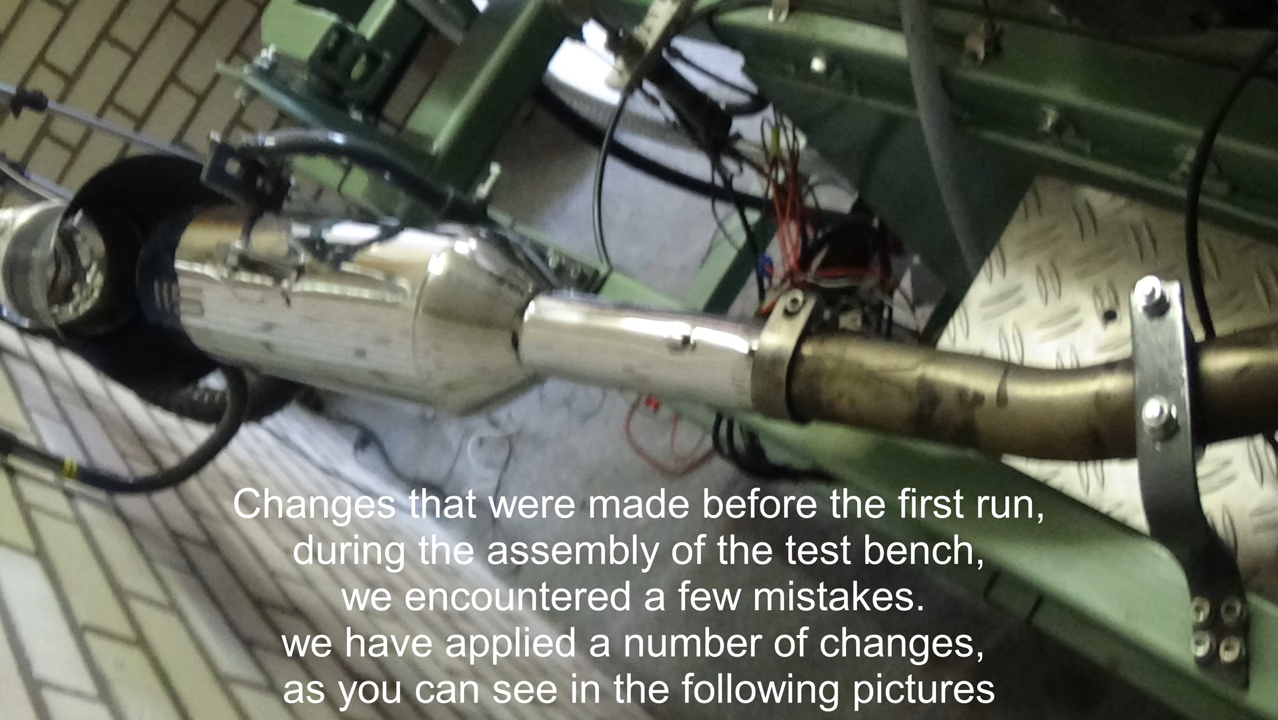 Changes that were made before the first run,
during the assembly of the test bench,
we encountered a few mistakes.
we have applied a number of changes,
as you can see in the following pictures